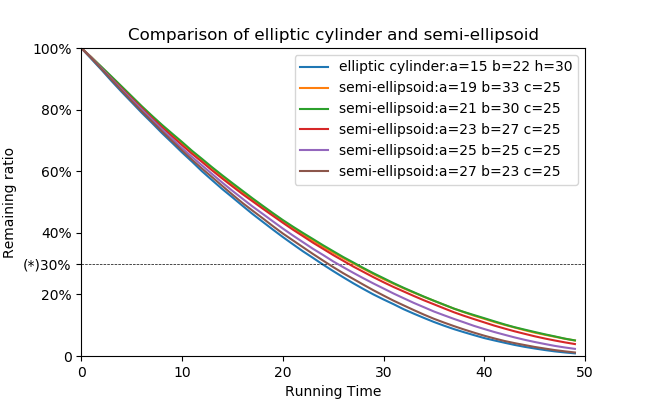 Comparison of elliptic cylinder and semi-ellipsoid
100%
80%
60%
40%
(*)30%
20%
0
Remaining ratio
elliptic cylinder:a=15 b=22 h=30
semi-ellipsoid:a=19 b=33 c=25
semi-ellipsoid:a=21 b=30 c=25
semi-ellipsoid:a=23 b=27 c=25
semi-ellipsoid:a=25 b=25 c=25
semi-ellipsoid:a=27 b=23 c=25
0 10 20 30 40 50
Running Time